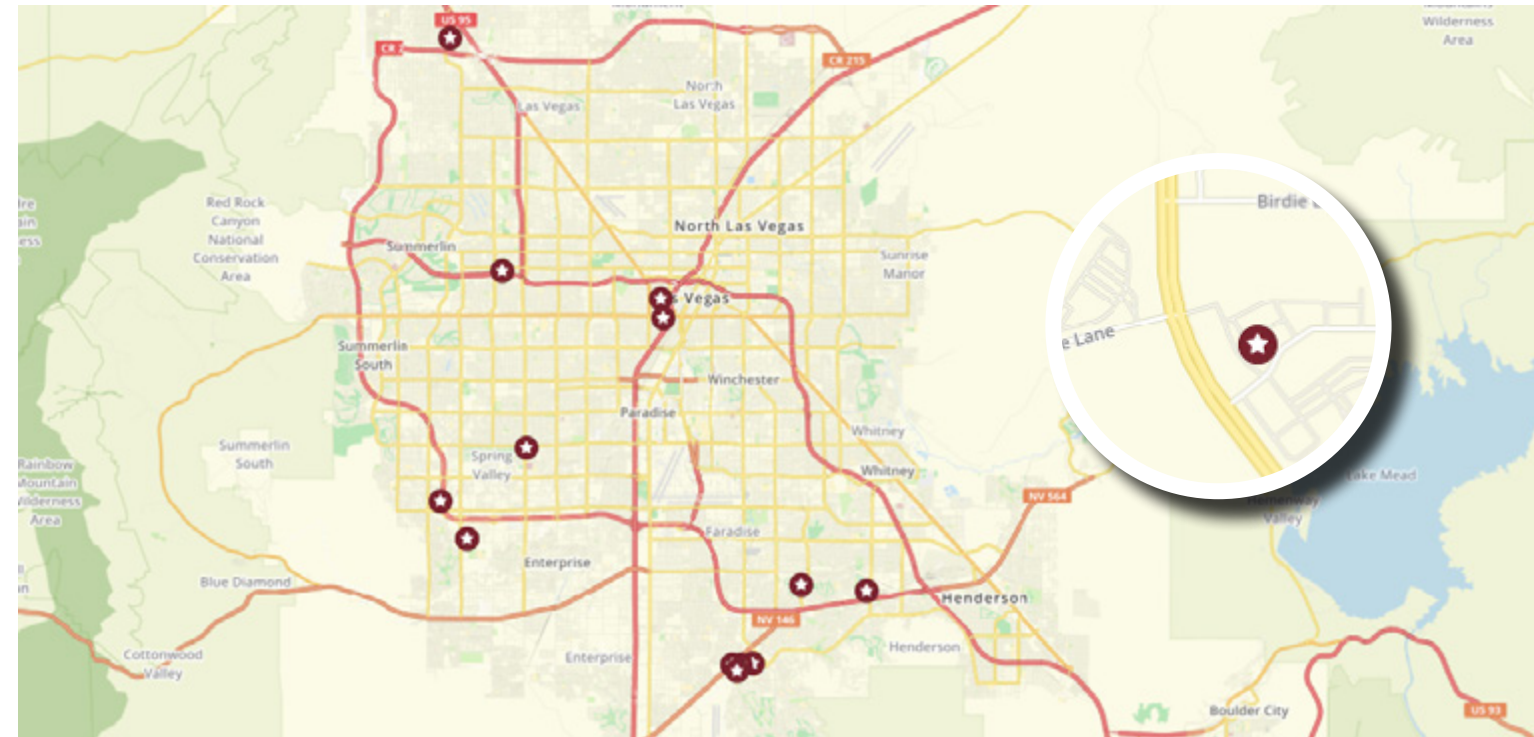 US 95
Wilderness
Area
CR 2
CR 215
North
Las Vegas
Las Vegas
Red Rock
Canyon
National
Conservation
Area
Birdie
North Las Vegas
Summerlin
Sunrise
Manor
s Vegas
e Lane
Summerlin
South
Winchester
Paradise
Whitney
Summerlin
South
Spring
Valley
Rainbow
Mountain
Wilderness
Area
Whitney
Lake Mead
NV 564
Hemenway
Valley
Paradise
Enterprise
Blue Diamond
Henderson
NV 146
Henderson
Cottonwood
Valley
Enterprise
Boulder City
US 93